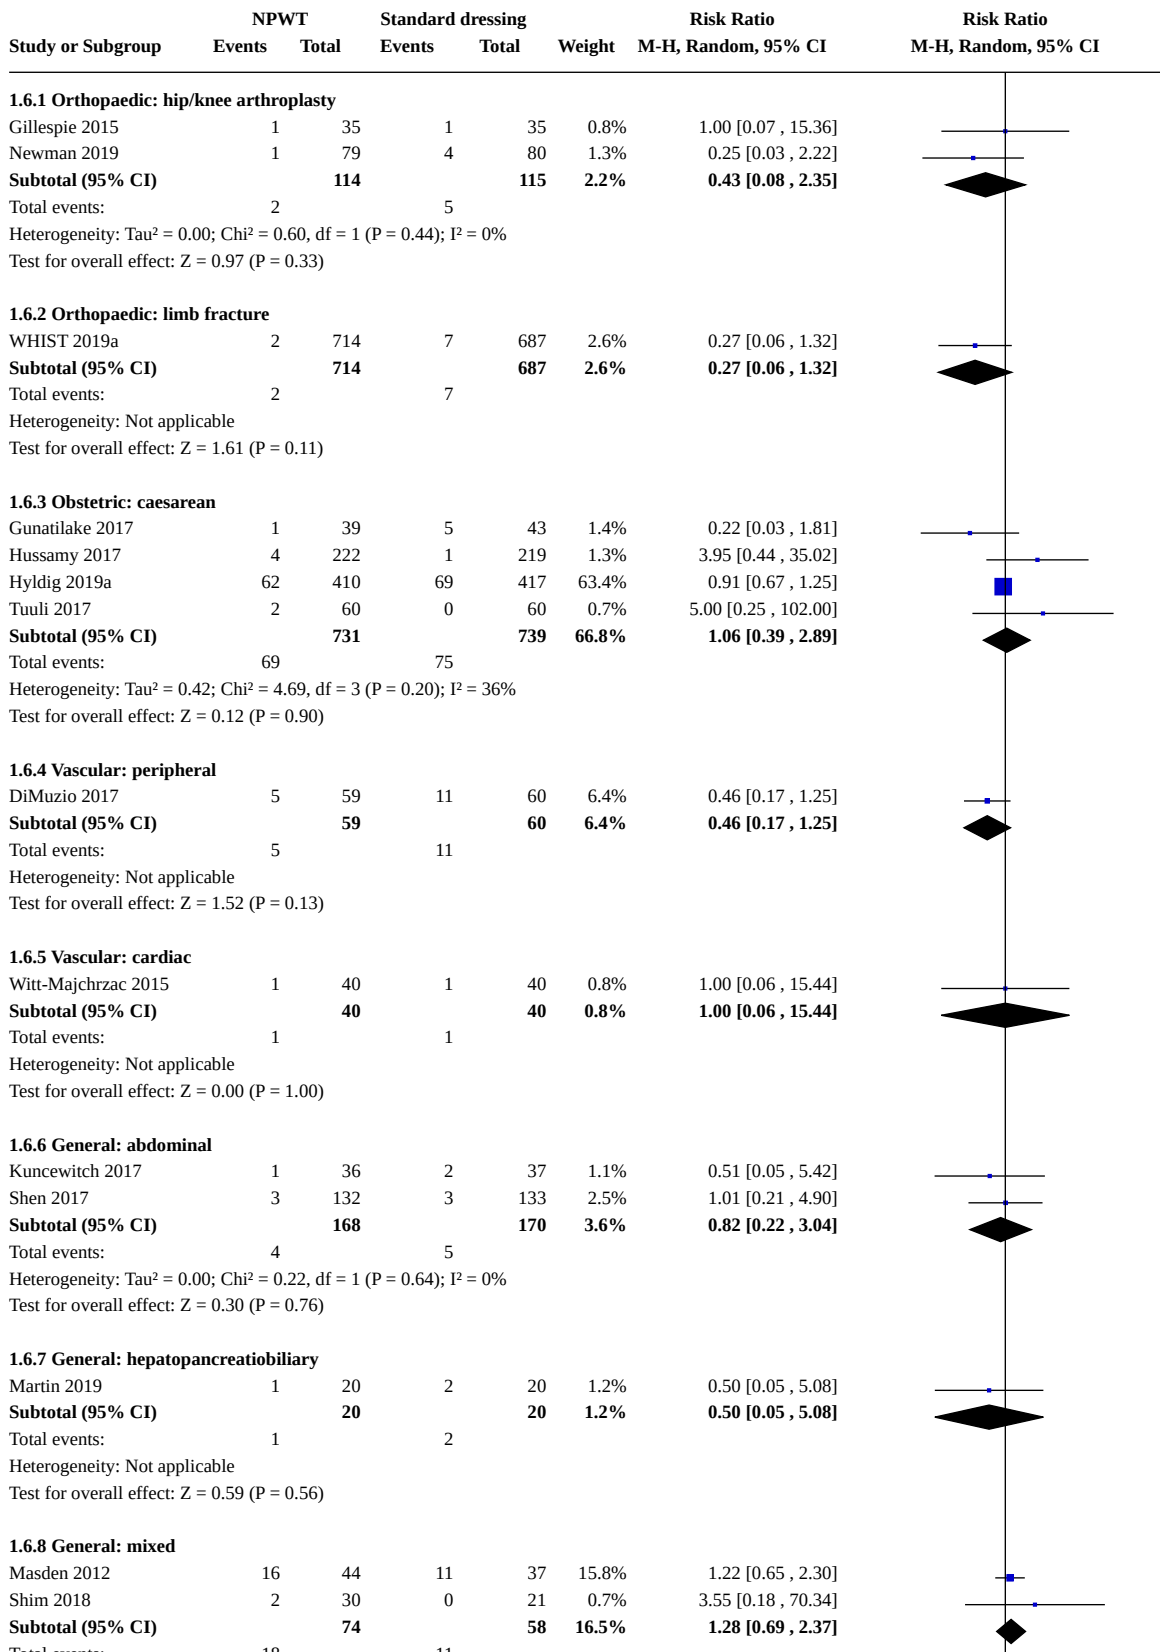 NPWT Standard dressing Risk Ratio Risk Ratio
Study or Subgroup Events Total Events Total Weight M-H, Random, 95% CI M-H, Random, 95% CI
1.6.1 Orthopaedic: hip/knee arthroplasty
Gillespie 2015 1 35 1 35 0.8% 1.00 [0.07 , 15.36]
Newman 2019 1 79 4 80 1.3% 0.25 [0.03 , 2.22]
Subtotal (95% CI) 114 115 2.2% 0.43 [0.08 , 2.35]
Total events: 2 5
Heterogeneity: Tau² = 0.00; Chi² = 0.60, df = 1 (P = 0.44); I² = 0%
Test for overall effect: Z = 0.97 (P = 0.33)
1.6.2 Orthopaedic: limb fracture
WHIST 2019a 2 714 7 687 2.6% 0.27 [0.06 , 1.32]
Subtotal (95% CI) 714 687 2.6% 0.27 [0.06 , 1.32]
Total events: 2 7
Heterogeneity: Not applicable
Test for overall effect: Z = 1.61 (P = 0.11)
1.6.3 Obstetric: caesarean
Gunatilake 2017 1 39 5 43 1.4% 0.22 [0.03 , 1.81]
Hussamy 2017 4 222 1 219 1.3% 3.95 [0.44 , 35.02]
Hyldig 2019a 62 410 69 417 63.4% 0.91 [0.67 , 1.25]
Tuuli 2017 2 60 0 60 0.7% 5.00 [0.25 , 102.00]
Subtotal (95% CI) 731 739 66.8% 1.06 [0.39 , 2.89]
Total events: 69 75
Heterogeneity: Tau² = 0.42; Chi² = 4.69, df = 3 (P = 0.20); I² = 36%
Test for overall effect: Z = 0.12 (P = 0.90)
1.6.4 Vascular: peripheral
DiMuzio 2017 5 59 11 60 6.4% 0.46 [0.17 , 1.25]
Subtotal (95% CI) 59 60 6.4% 0.46 [0.17 , 1.25]
Total events: 5 11
Heterogeneity: Not applicable
Test for overall effect: Z = 1.52 (P = 0.13)
1.6.5 Vascular: cardiac
Witt-Majchrzac 2015 1 40 1 40 0.8% 1.00 [0.06 , 15.44]
Subtotal (95% CI) 40 40 0.8% 1.00 [0.06 , 15.44]
Total events: 1 1
Heterogeneity: Not applicable
Test for overall effect: Z = 0.00 (P = 1.00)
1.6.6 General: abdominal
Kuncewitch 2017 1 36 2 37 1.1% 0.51 [0.05 , 5.42]
Shen 2017 3 132 3 133 2.5% 1.01 [0.21 , 4.90]
Subtotal (95% CI) 168 170 3.6% 0.82 [0.22 , 3.04]
Total events: 4 5
Heterogeneity: Tau² = 0.00; Chi² = 0.22, df = 1 (P = 0.64); I² = 0%
Test for overall effect: Z = 0.30 (P = 0.76)
1.6.7 General: hepatopancreatiobiliary
Martin 2019 1 20 2 20 1.2% 0.50 [0.05 , 5.08]
Subtotal (95% CI) 20 20 1.2% 0.50 [0.05 , 5.08]
Total events: 1 2
Heterogeneity: Not applicable
Test for overall effect: Z = 0.59 (P = 0.56)
1.6.8 General: mixed
Masden 2012 16 44 11 37 15.8% 1.22 [0.65 , 2.30]
Shim 2018 2 30 0 21 0.7% 3.55 [0.18 , 70.34]
Subtotal (95% CI) 74 58 16.5% 1.28 [0.69 , 2.37]
Total events: 18 11